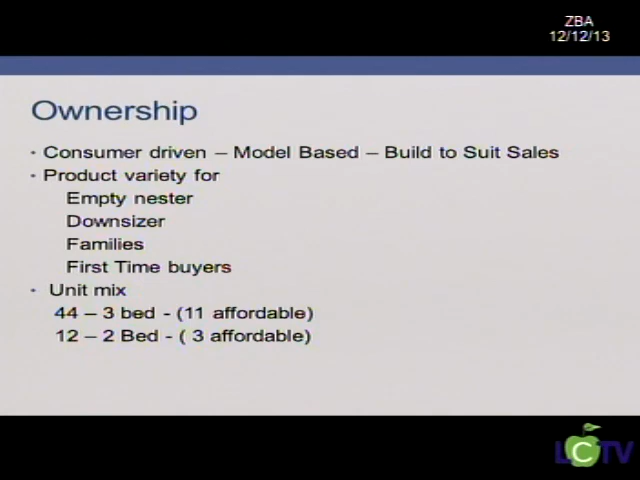 ZBA
12/12/13
Ownership
- Consumer driven – Model Based – Build to Suit Sales
- Product variety for
Empty nester
Downsizer
Families
First Time buyers
- Unit mix
44 – 3 bed - (11 affordable)
12 – 2 Bed - ( 3 affordable)
LCTV